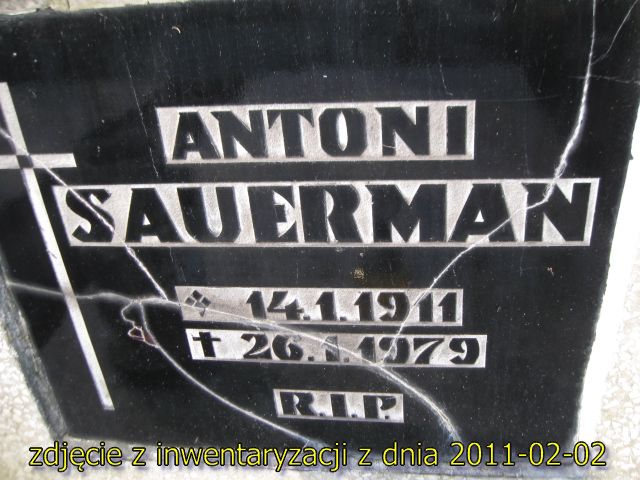 ANTONI
SAUERMAN
14.1.1911
✝ 26.1.1979
R.I.P.
zdjęcie z inwentaryzacji z dnia 2011-02-02